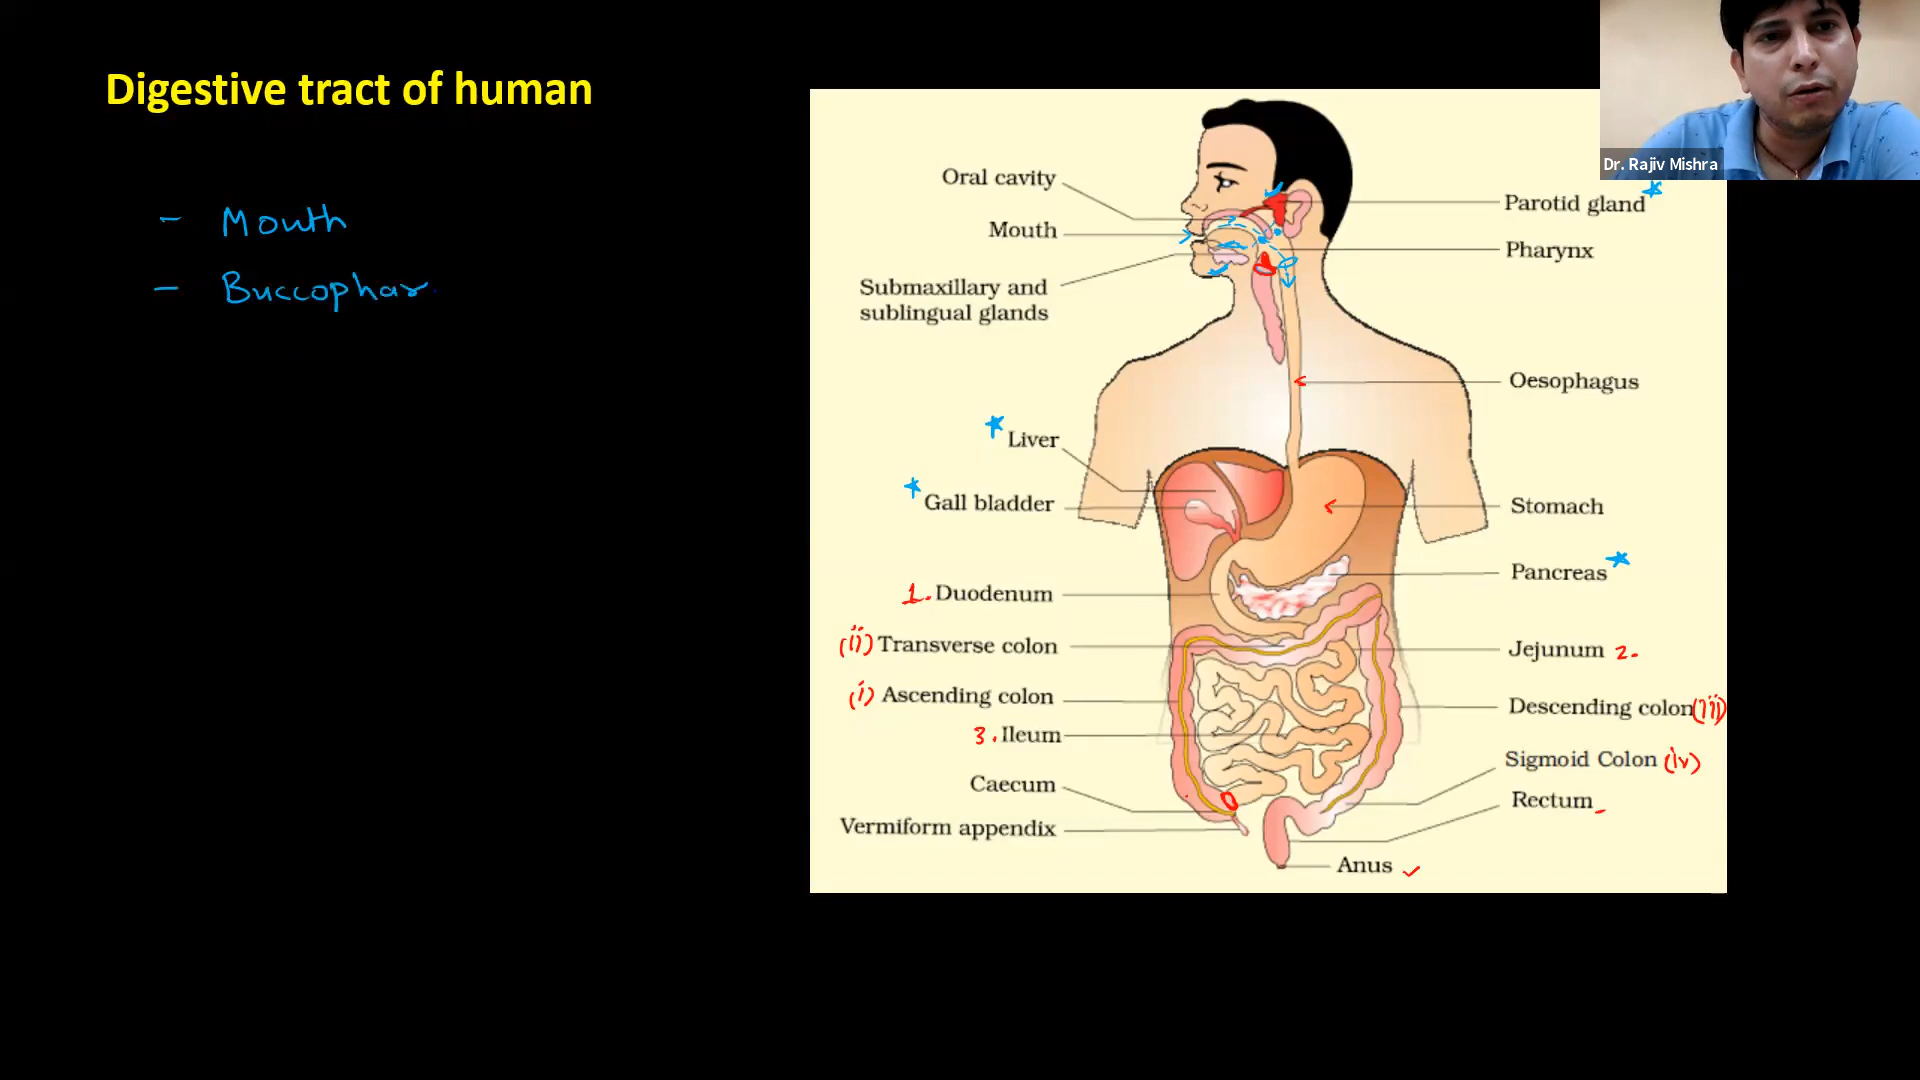 Digestive tract of human
- Mouth
- Buccophar
Dr. Rajiv Mishra
Oral cavity
Mouth
Submaxillary and
sublingual glands
Liver
Gall bladder
1. Duodenum
(ii) Transverse colon
(i) Ascending colon
3. Ileum
Caecum
Vermiform appendix
Parotid gland
Pharynx
Oesophagus
Stomach
Pancreas
Jejunum 2.
Descending colon (iii)
Sigmoid Colon (iv)
Rectum
Anus